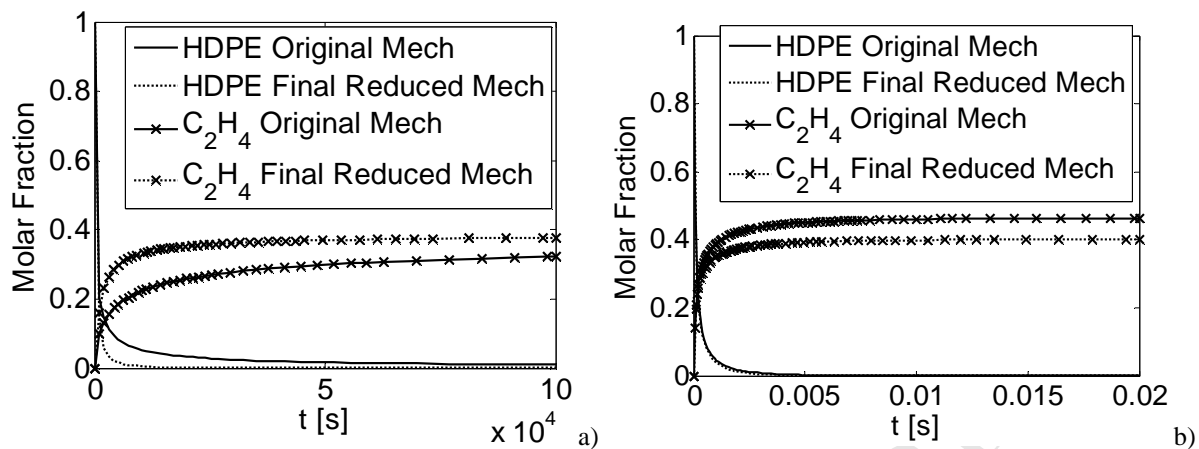 1
0.8
0.6
0.4
0.2
0
Molar Fraction
HDPE Original Mech
HDPE Final Reduced Mech
C2H4 Original Mech
C2H4 Final Reduced Mech
0 5 10
t [s]
x 10^4
a)
1
0.8
0.6
0.4
0.2
0
Molar Fraction
HDPE Original Mech
HDPE Final Reduced Mech
C2H4 Original Mech
C2H4 Final Reduced Mech
0 0.005 0.01 0.015 0.02
t [s]
b)